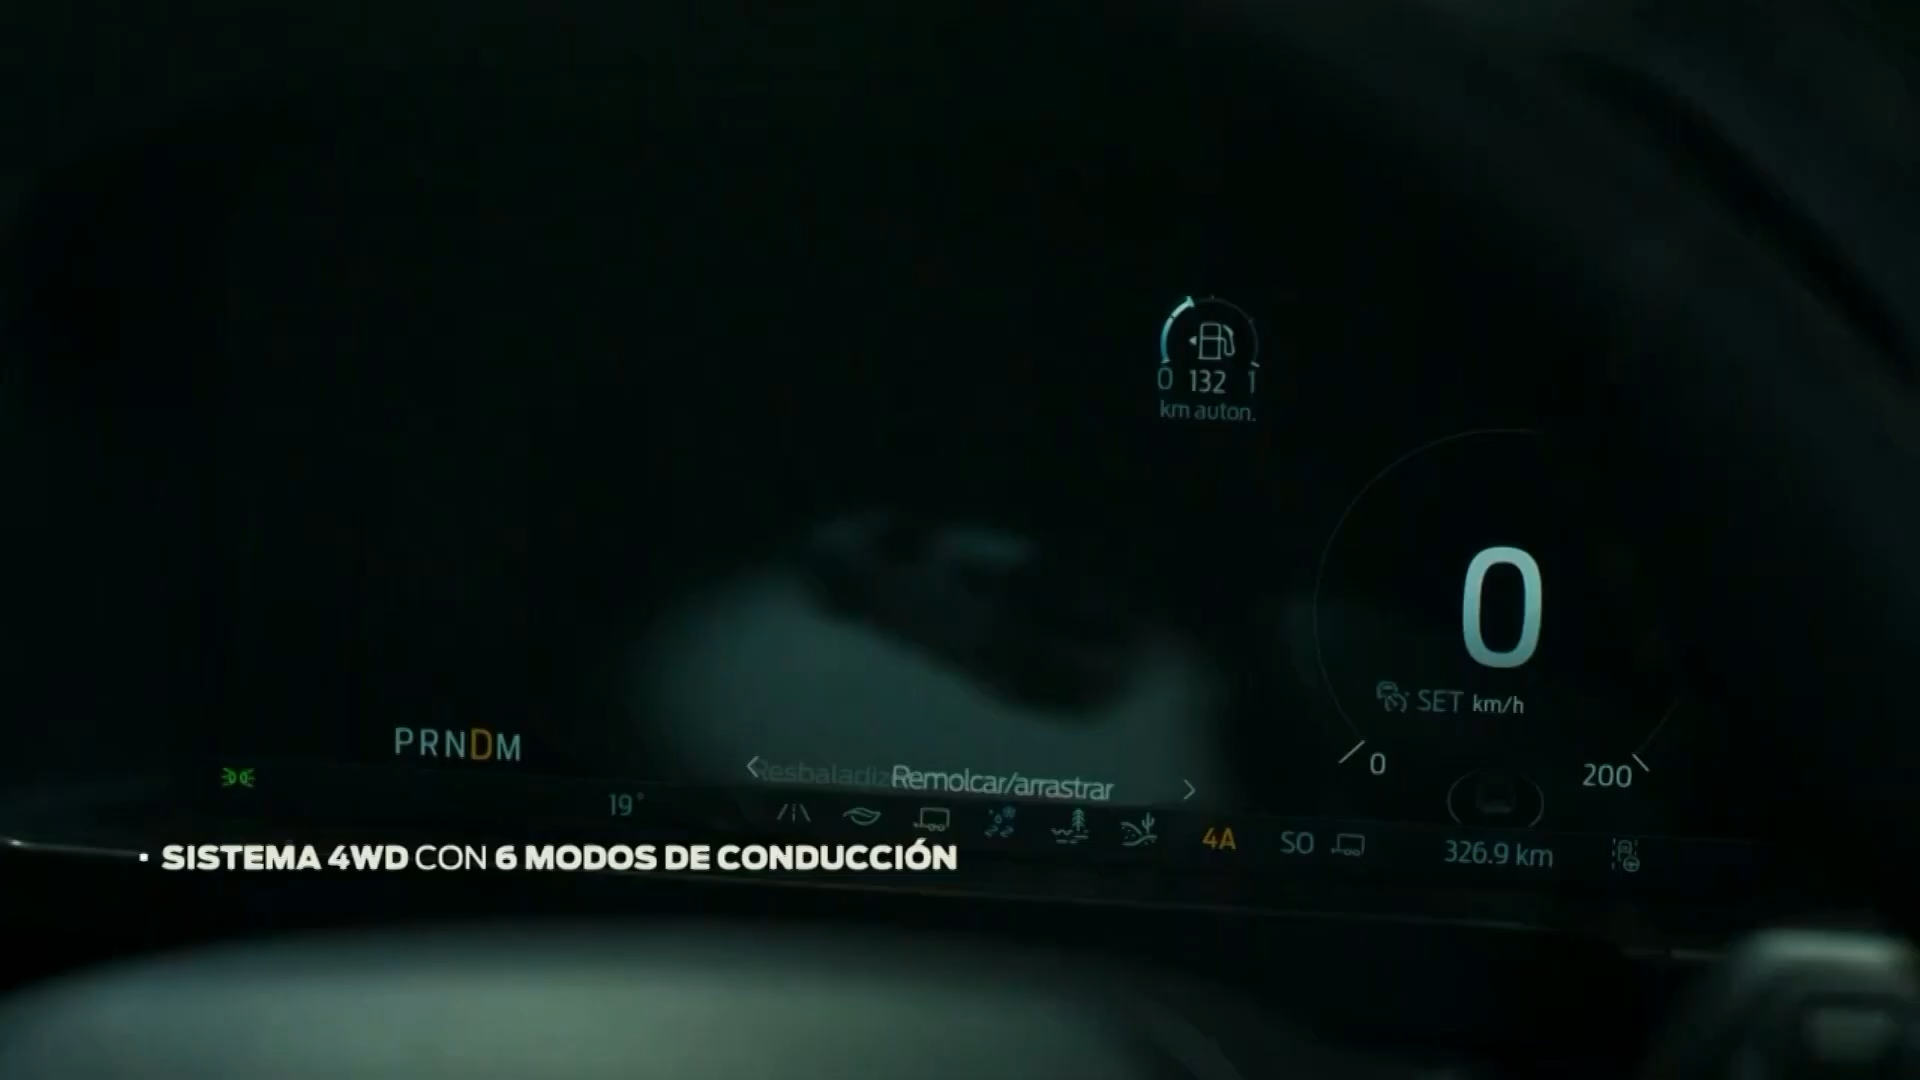 0 132 1
km auton.
0
SET km/h
0 200
PRNDM
Remolcar/arrastrar
19°
4A SO 326.9 km
· SISTEMA 4WD CON 6 MODOS DE CONDUCCIÓN